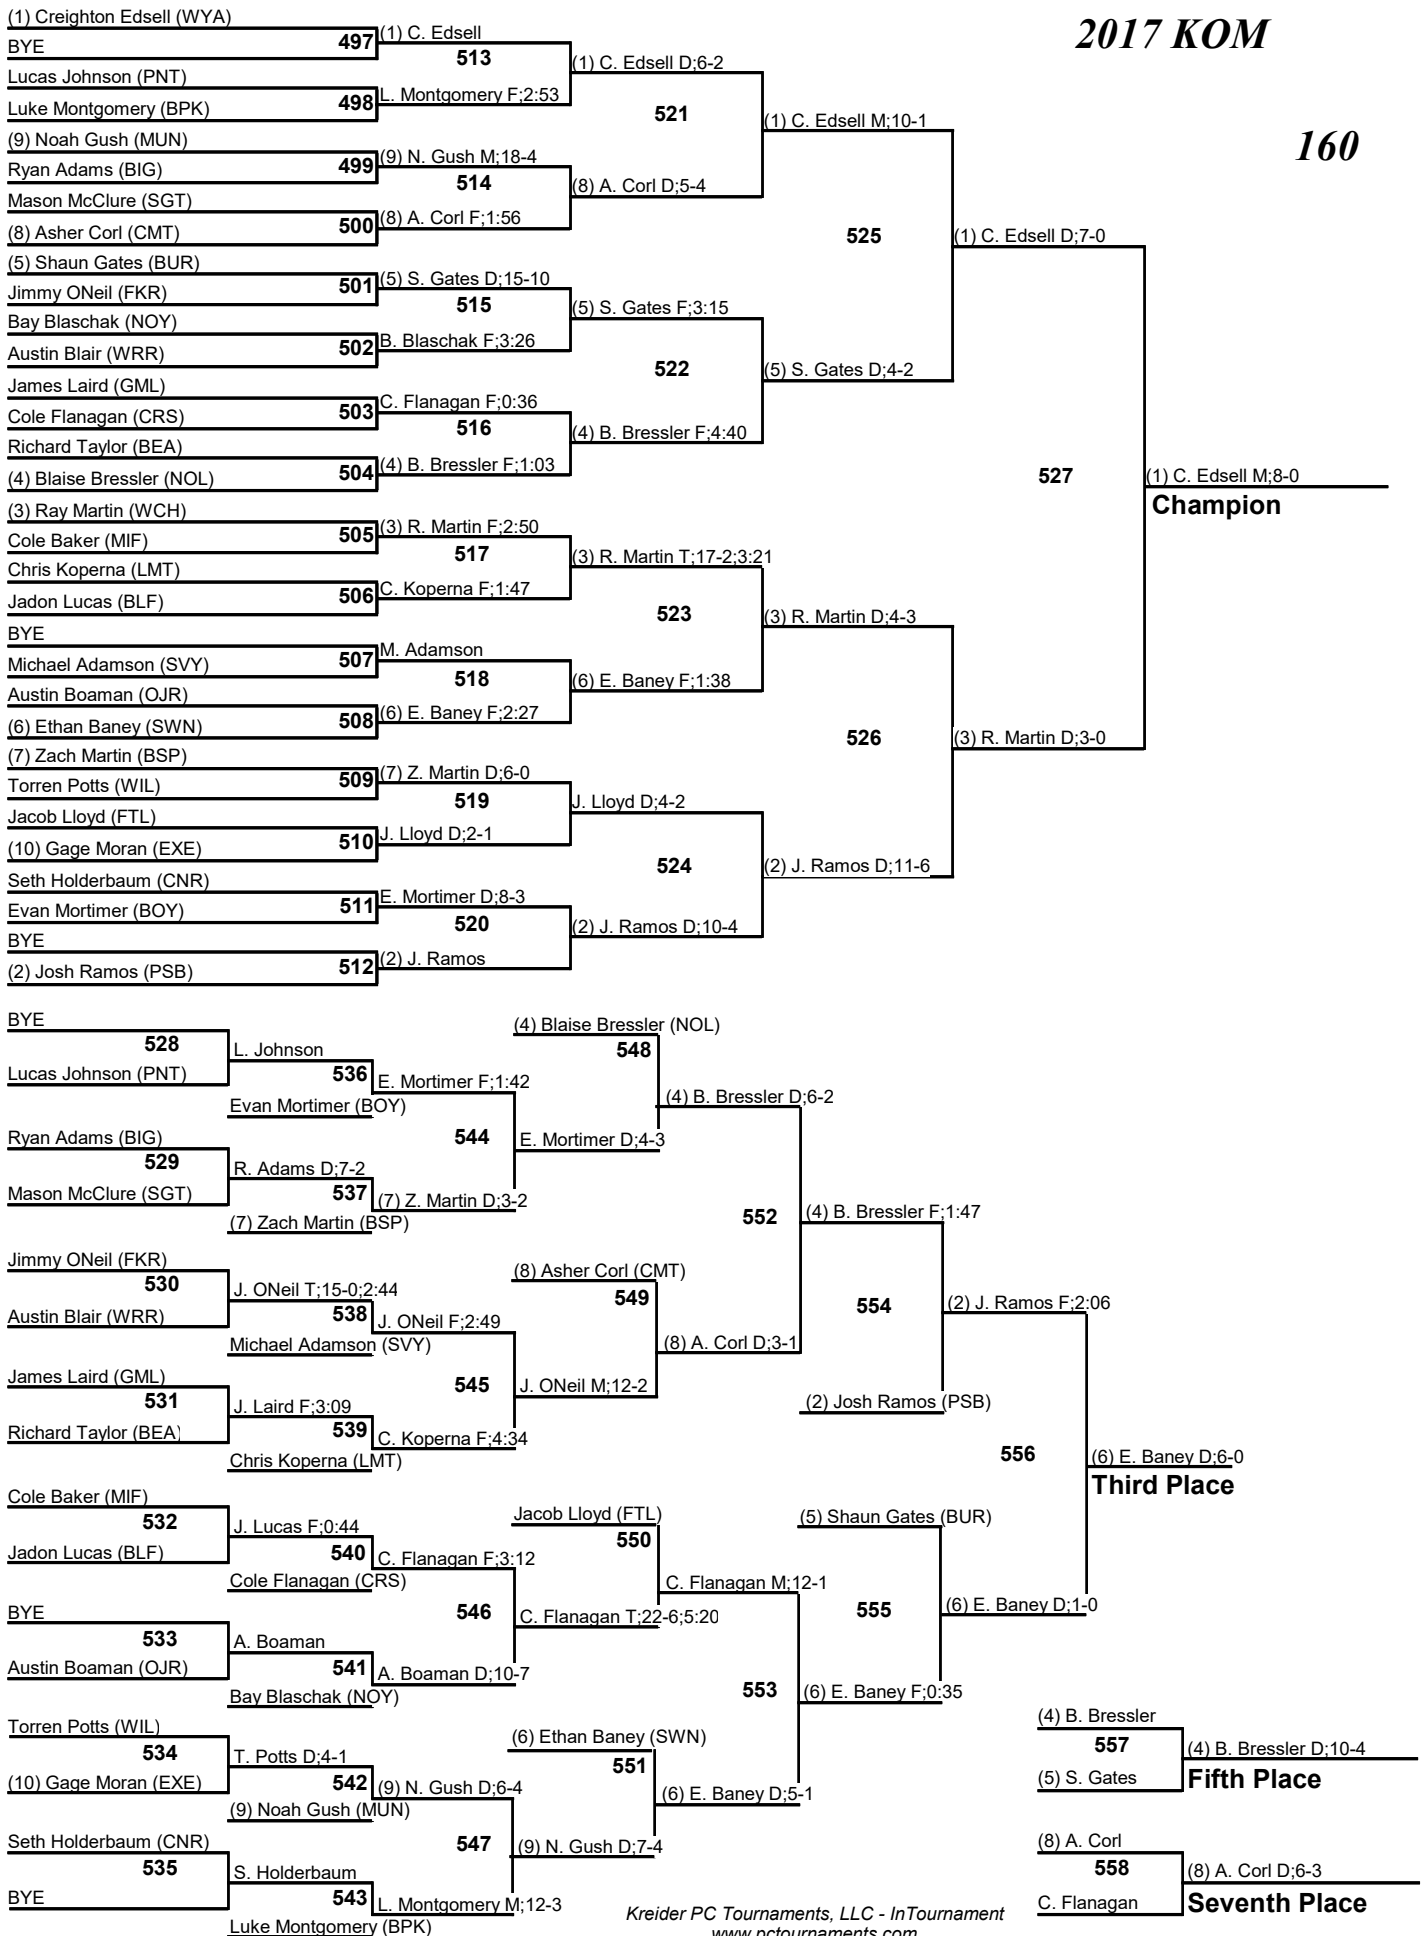 2017 KOM
160
(1) Creighton Edsell (WYA)
BYE
497
(1) C. Edsell
513
Lucas Johnson (PNT)
Luke Montgomery (BPK)
498
L. Montgomery F;2:53
(1) C. Edsell D;6-2
521
(9) Noah Gush (MUN)
Ryan Adams (BIG)
499
(9) N. Gush M;18-4
514
Mason McClure (SGT)
(8) Asher Corl (CMT)
500
(8) A. Corl F;1:56
(8) A. Corl D;5-4
(1) C. Edsell M;10-1
525
(5) Shaun Gates (BUR)
Jimmy ONeil (FKR)
501
(5) S. Gates D;15-10
515
Bay Blaschak (NOY)
Austin Blair (WRR)
502
B. Blaschak F;3:26
(5) S. Gates F;3:15
522
James Laird (GML)
Cole Flanagan (CRS)
503
C. Flanagan F;0:36
516
Richard Taylor (BEA)
(4) Blaise Bressler (NOL)
504
(4) B. Bressler F;1:03
(4) B. Bressler F;4:40
(5) S. Gates D;4-2
(1) C. Edsell D;7-0
527
(1) C. Edsell M;8-0
Champion
(3) Ray Martin (WCH)
Cole Baker (MIF)
505
(3) R. Martin F;2:50
517
Chris Koperna (LMT)
Jadon Lucas (BLF)
506
C. Koperna F;1:47
(3) R. Martin T;17-2;3:21
523
BYE
Michael Adamson (SVY)
507
M. Adamson
518
Austin Boaman (OJR)
(6) Ethan Baney (SWN)
508
(6) E. Baney F;2:27
(6) E. Baney F;1:38
(3) R. Martin D;4-3
526
(3) R. Martin D;3-0
(7) Zach Martin (BSP)
Torren Potts (WIL)
509
(7) Z. Martin D;6-0
519
Jacob Lloyd (FTL)
(10) Gage Moran (EXE)
510
J. Lloyd D;2-1
J. Lloyd D;4-2
524
Seth Holderbaum (CNR)
Evan Mortimer (BOY)
511
E. Mortimer D;8-3
520
BYE
(2) Josh Ramos (PSB)
512
(2) J. Ramos
(2) J. Ramos D;10-4
(2) J. Ramos D;11-6
BYE
528
Lucas Johnson (PNT)
L. Johnson
536
Evan Mortimer (BOY)
E. Mortimer F;1:42
544
Ryan Adams (BIG)
529
Mason McClure (SGT)
R. Adams D;7-2
537
(7) Zach Martin (BSP)
(7) Z. Martin D;3-2
(4) Blaise Bressler (NOL)
548
E. Mortimer D;4-3
(4) B. Bressler D;6-2
552
Jimmy ONeil (FKR)
530
Austin Blair (WRR)
J. ONeil T;15-0;2:44
538
Michael Adamson (SVY)
J. ONeil F;2:49
545
James Laird (GML)
531
Richard Taylor (BEA)
J. Laird F;3:09
539
Chris Koperna (LMT)
C. Koperna F;4:34
(8) Asher Corl (CMT)
549
J. ONeil M;12-2
(8) A. Corl D;3-1
(4) B. Bressler F;1:47
554
(2) Josh Ramos (PSB)
(2) J. Ramos F;2:06
556
(6) E. Baney D;6-0
Third Place
Cole Baker (MIF)
532
Jadon Lucas (BLF)
J. Lucas F;0:44
540
Cole Flanagan (CRS)
C. Flanagan F;3:12
546
BYE
533
Austin Boaman (OJR)
A. Boaman
541
Bay Blaschak (NOY)
A. Boaman D;10-7
Jacob Lloyd (FTL)
550
C. Flanagan T;22-6;5:20
C. Flanagan M;12-1
553
(5) Shaun Gates (BUR)
555
(6) E. Baney D;1-0
(6) E. Baney F;0:35
Torren Potts (WIL)
534
(10) Gage Moran (EXE)
T. Potts D;4-1
542
(9) Noah Gush (MUN)
(9) N. Gush D;6-4
547
Seth Holderbaum (CNR)
535
BYE
S. Holderbaum
543
Luke Montgomery (BPK)
L. Montgomery M;12-3
(6) Ethan Baney (SWN)
551
(9) N. Gush D;7-4
(6) E. Baney D;5-1
(4) B. Bressler
557
(5) S. Gates
(4) B. Bressler D;10-4
Fifth Place
(8) A. Corl
558
C. Flanagan
(8) A. Corl D;6-3
Seventh Place
Kreider PC Tournaments, LLC - InTournament
www.pctournaments.com